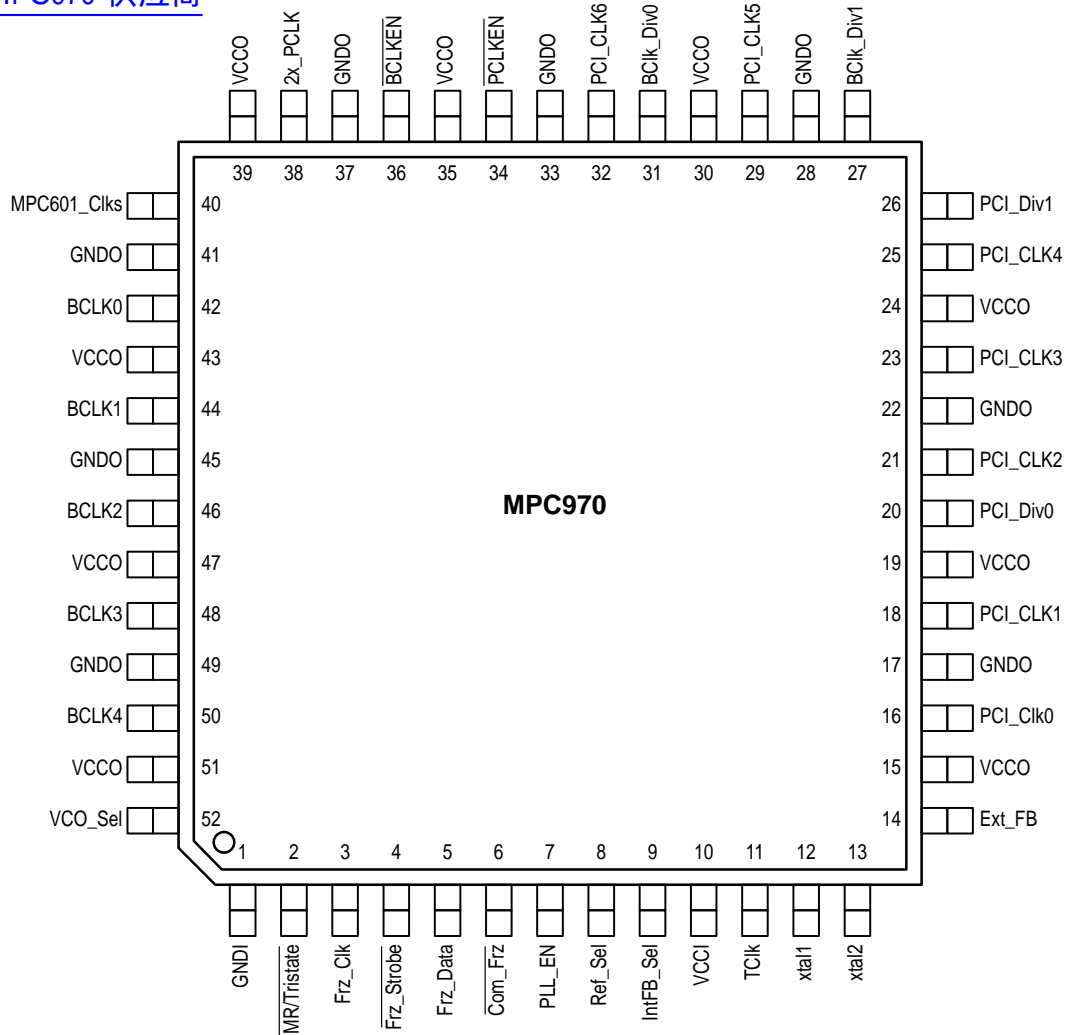 供应商
VCCO
2x_PCLK
GNDO
BCLKEN
VCCO
PCLKEN
GNDO
PCI_CLK6
BClk_Div0
VCCO
PCI_CLK5
GNDO
BClk_Div1
39 38 37 36 35 34 33 32 31 30 29 28 27
MPC601_Clks 40 26 PCI_Div1
GNDO 41 25 PCI_CLK4
BCLK0 42 24 VCCO
VCCO 43 23 PCI_CLK3
BCLK1 44 22 GNDO
GNDO 45 21 PCI_CLK2
MPC970
BCLK2 46 20 PCI_Div0
VCCO 47 19 VCCO
BCLK3 48 18 PCI_CLK1
GNDO 49 17 GNDO
BCLK4 50 16 PCI_Clk0
VCCO 51 15 VCCO
VCO_Sel 52 14 Ext_FB
1 2 3 4 5 6 7 8 9 10 11 12 13
GNDI
MR/Tristate
Frz_Clk
Frz_Strobe
Frz_Data
Com_Frz
PLL_EN
Ref_Sel
IntFB_Sel
VCCI
TClk
xtal1
xtal2